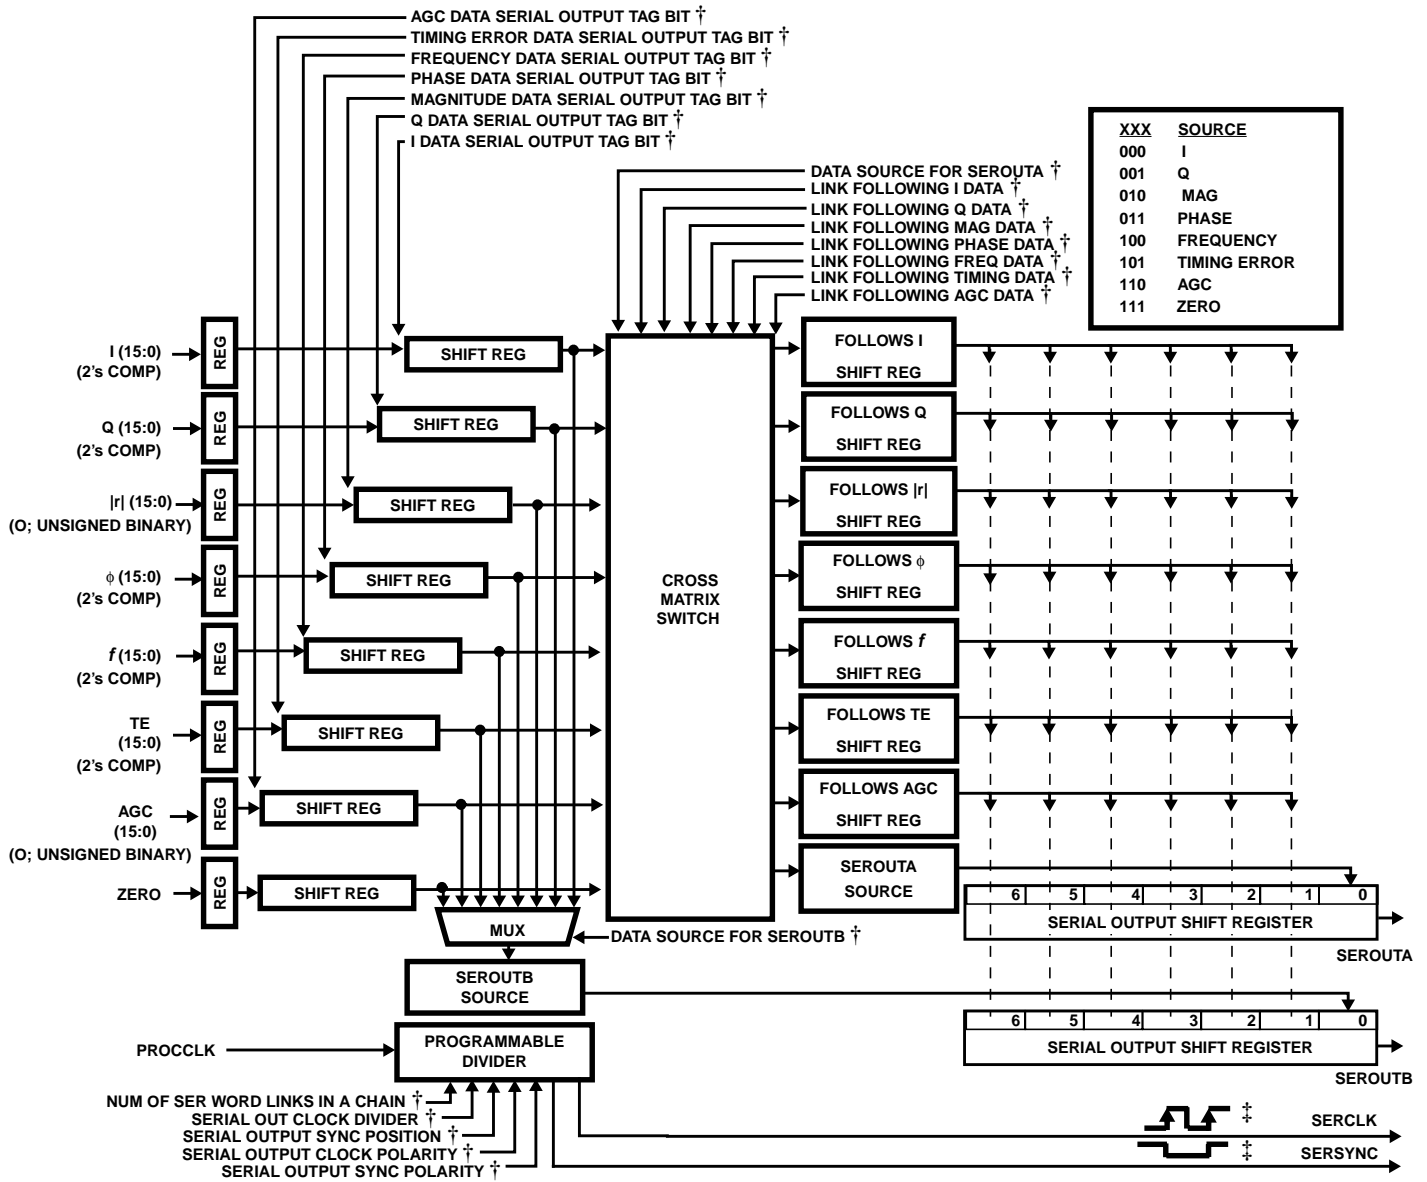 AGC DATA SERIAL OUTPUT TAG BIT †
TIMING ERROR DATA SERIAL OUTPUT TAG BIT †
FREQUENCY DATA SERIAL OUTPUT TAG BIT †
PHASE DATA SERIAL OUTPUT TAG BIT †
MAGNITUDE DATA SERIAL OUTPUT TAG BIT †
Q DATA SERIAL OUTPUT TAG BIT †
I DATA SERIAL OUTPUT TAG BIT †
DATA SOURCE FOR SEROUTA †
LINK FOLLOWING I DATA †
LINK FOLLOWING Q DATA †
LINK FOLLOWING MAG DATA †
LINK FOLLOWING PHASE DATA †
LINK FOLLOWING FREQ DATA †
LINK FOLLOWING TIMING DATA †
LINK FOLLOWING AGC DATA †
XXX SOURCE
000 I
001 Q
010 MAG
011 PHASE
100 FREQUENCY
101 TIMING ERROR
110 AGC
111 ZERO
I (15:0)
(2's COMP)
REG
SHIFT REG
FOLLOWS I
SHIFT REG
Q (15:0)
(2's COMP)
REG
SHIFT REG
FOLLOWS Q
SHIFT REG
|r| (15:0)
(O; UNSIGNED BINARY)
REG
SHIFT REG
FOLLOWS |r|
SHIFT REG
ϕ (15:0)
(2's COMP)
REG
SHIFT REG
CROSS
MATRIX
SWITCH
FOLLOWS ϕ
SHIFT REG
f (15:0)
(2's COMP)
REG
SHIFT REG
FOLLOWS f
SHIFT REG
TE
(15:0)
(2's COMP)
REG
SHIFT REG
FOLLOWS TE
SHIFT REG
AGC
(15:0)
(O; UNSIGNED BINARY)
REG
SHIFT REG
FOLLOWS AGC
SHIFT REG
ZERO
REG
SHIFT REG
SEROUTA
SOURCE
6 5 4 3 2 1 0
SERIAL OUTPUT SHIFT REGISTER
SEROUTA
MUX
DATA SOURCE FOR SEROUTB †
SEROUTB
SOURCE
6 5 4 3 2 1 0
SERIAL OUTPUT SHIFT REGISTER
SEROUTB
PROCCLK
PROGRAMMABLE
DIVIDER
NUM OF SER WORD LINKS IN A CHAIN †
SERIAL OUT CLOCK DIVIDER †
SERIAL OUTPUT SYNC POSITION †
SERIAL OUTPUT CLOCK POLARITY †
SERIAL OUTPUT SYNC POLARITY †
‡ SERCLK
‡ SERSYNC